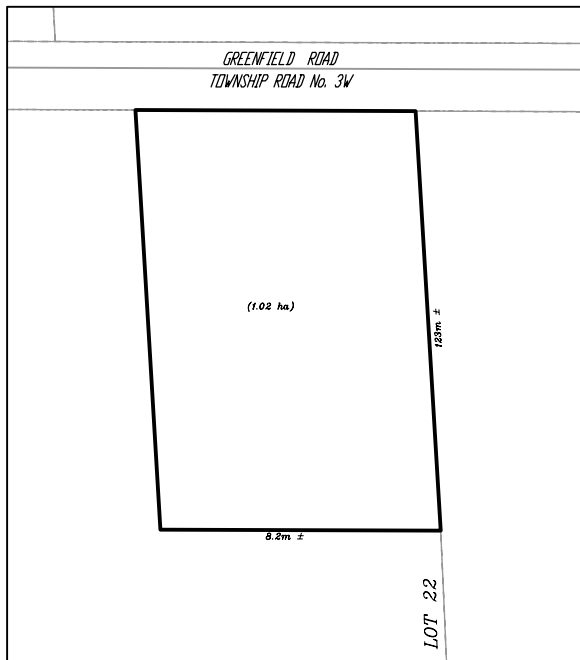 GREENFIELD ROAD
TOWNSHIP ROAD No. 3W
(1.02 ha)
123m ±
8.2m ±
LOT 22